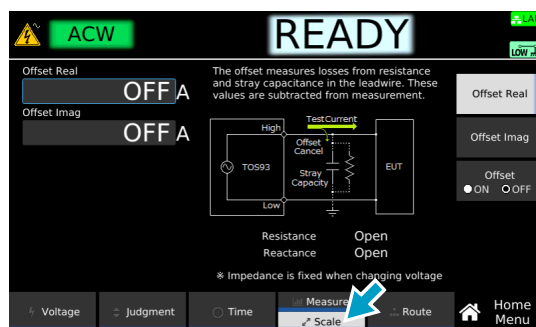 ACW
READY
LA
LOW
Offset Real
OFF A
Offset Imag
OFF A
The offset measures losses from resistance
and stray capacitance in the leadwire. These
values are subtracted from measurement.
TestCurrent
High
Offset
Cancel
TOS93
Stray
Capacity
EUT
Low
Resistance Open
Reactance Open
※ Impedance is fixed when changing voltage
Offset Real
Offset Imag
Offset
ON OFF
Voltage
Judgment
Time
Measure
Scale
Route
Home
Menu